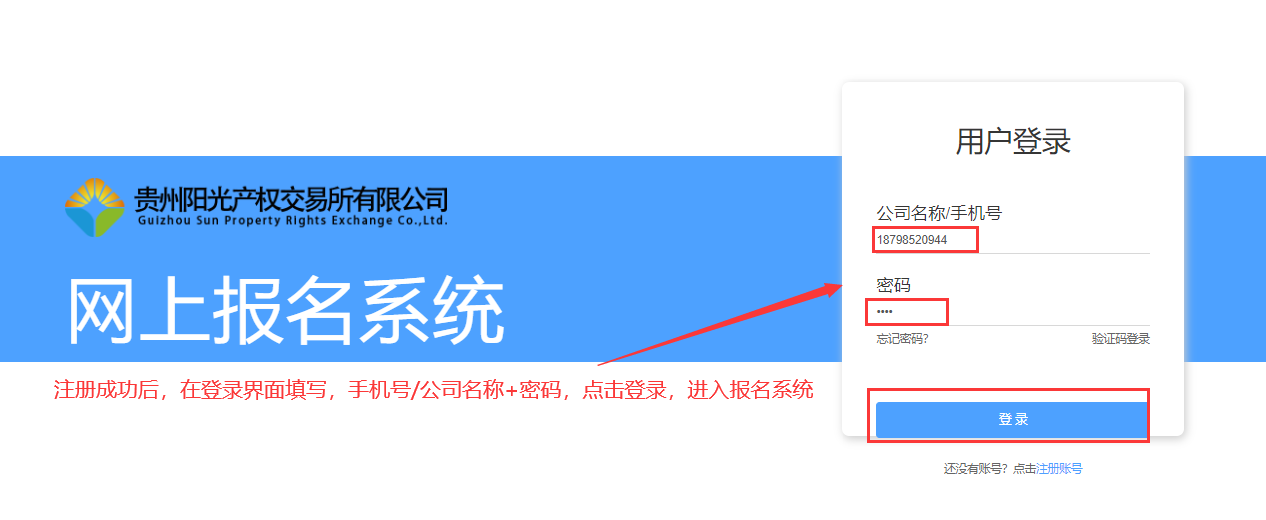 用户登录
贵州阳光产权交易所有限公司
Guizhou Sun Property Rights Exchange Co.,Ltd.
网上报名系统
注册成功后，在登录界面填写，手机号/公司名称+密码，点击登录，进入报名系统
公司名称/手机号
18798520944
密码
••••
忘记密码？
验证码登录
登录
还没有账号？点击注册账号